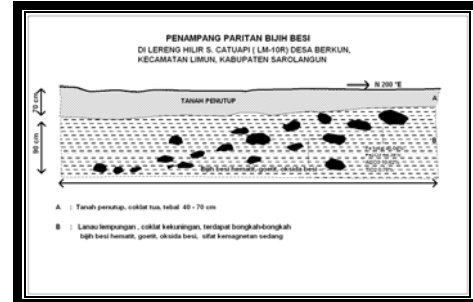 PENAMPANG PARITAN BIJIH BESI
DI LERENG HILIR S. CATUAPI ( LM-10R) DESA BERKUN,
KECAMATAN LIMUN, KABUPATEN SAROLANGUN
N 200 °E
70 cm
TANAH PENUTUP
A
90 cm
B
Bijih besi hematit, goetit, oksida besi
A : Tanah penutup, coklat tua, tebal 40 - 70 cm
B : Lanau lempungan , coklat kekuningan, terdapat bongkah-bongkah
bijih besi hematit, goetit, oksida besi, sifat kemagnetan sedang